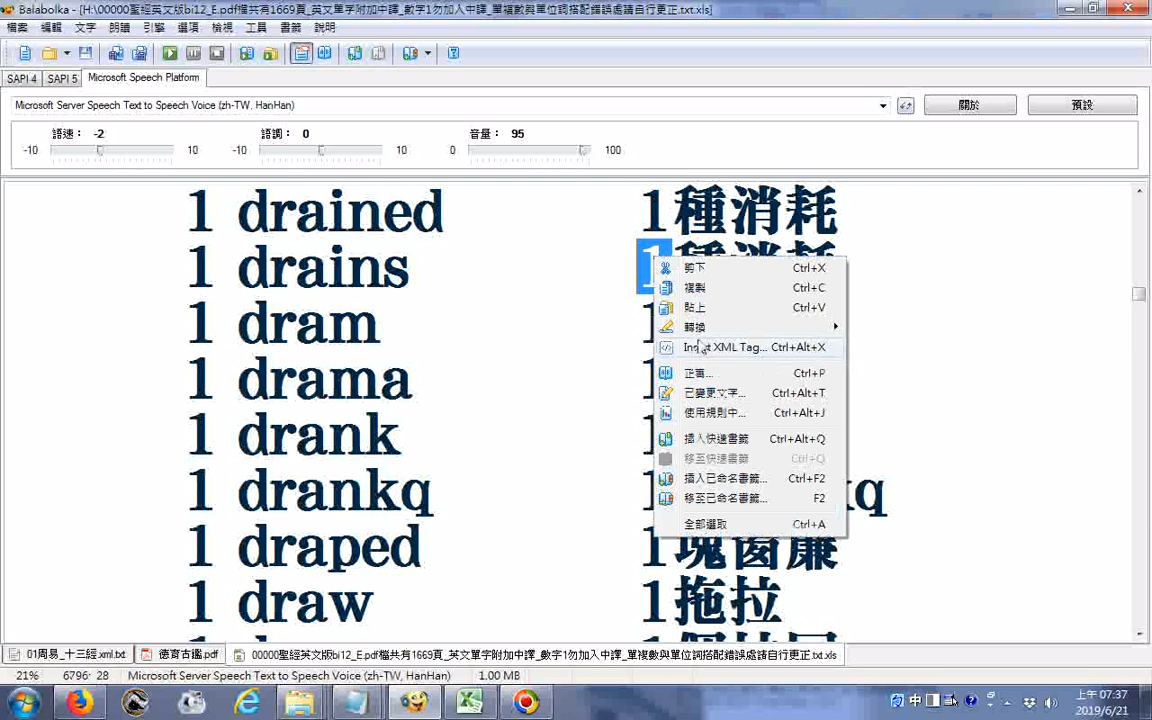 Balabolka - [H:\00000聖經英文版bi12_E.pdf檔共有1669頁_英文單字附加中譯_數字1勿加入中譯_單複數與單位詞搭配錯誤處請自行更正.txt.xls]
檔案 編輯 文字 朗讀 引擎 選項 檢視 工具 書籤 說明
SAPI 4 SAPI 5 Microsoft Speech Platform
Microsoft Server Speech Text to Speech Voice (zh-TW, HanHan) 關於 預設
語速： -2 語調： 0 音量： 95
-10 10 -10 10 0 100
1 drained 1種消耗
1 drains 1種消耗
1 dram 1
1 drama 1
1 drank 1
1 drankq 1 kq
1 draped 1塊窗簾
1 draw 1拖拉
剪下 Ctrl+X
複製 Ctrl+C
貼上 Ctrl+V
轉換
Insert XML Tag... Ctrl+Alt+X
正音... Ctrl+P
已變更文字... Ctrl+Alt+T
使用規則中... Ctrl+Alt+J
插入快速書籤 Ctrl+Alt+Q
移至快速書籤 Ctrl+Q
插入已命名書籤... Ctrl+F2
移至已命名書籤... F2
全部選取 Ctrl+A
01周易_十三經.xml.txt 德育古鑑.pdf 00000聖經英文版bi12_E.pdf檔共有1669頁_英文單字附加中譯_數字1勿加入中譯_單複數與單位詞搭配錯誤處請自行更正.txt.xls
21% 6796: 28 Microsoft Server Speech Text to Speech Voice (zh-TW, HanHan) 1.00 MB
中 上午 07:37
2019/6/21